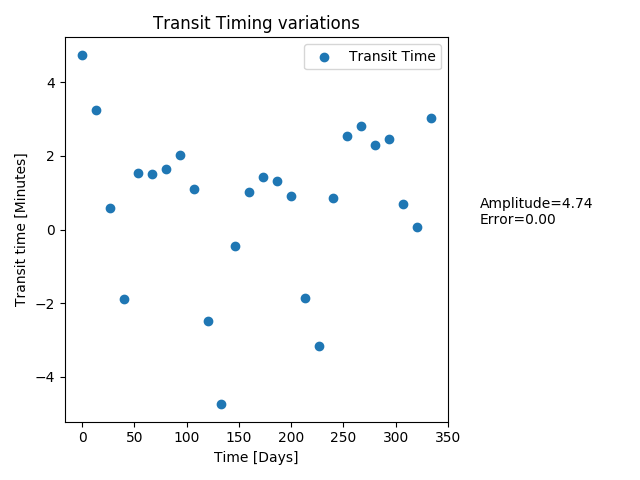 Transit Timing variations
Transit Time
Transit time [Minutes]
4
2
0
−2
−4
0 50 100 150 200 250 300 350
Time [Days]
Amplitude=4.74
Error=0.00